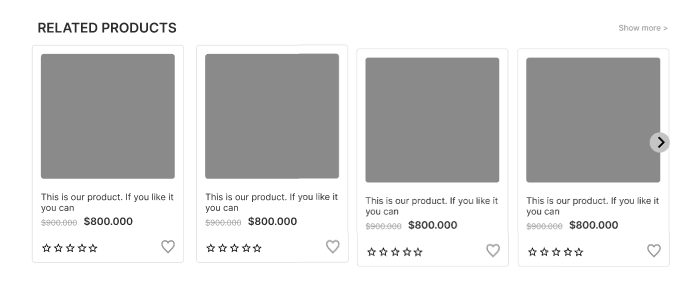 RELATED PRODUCTS
Show more >
This is our product. If you like it
you can
$900.000 $800.000
This is our product. If you like it
you can
$900.000 $800.000
This is our product. If you like it
you can
$900.000 $800.000
This is our product. If you like it
you can
$900.000 $800.000